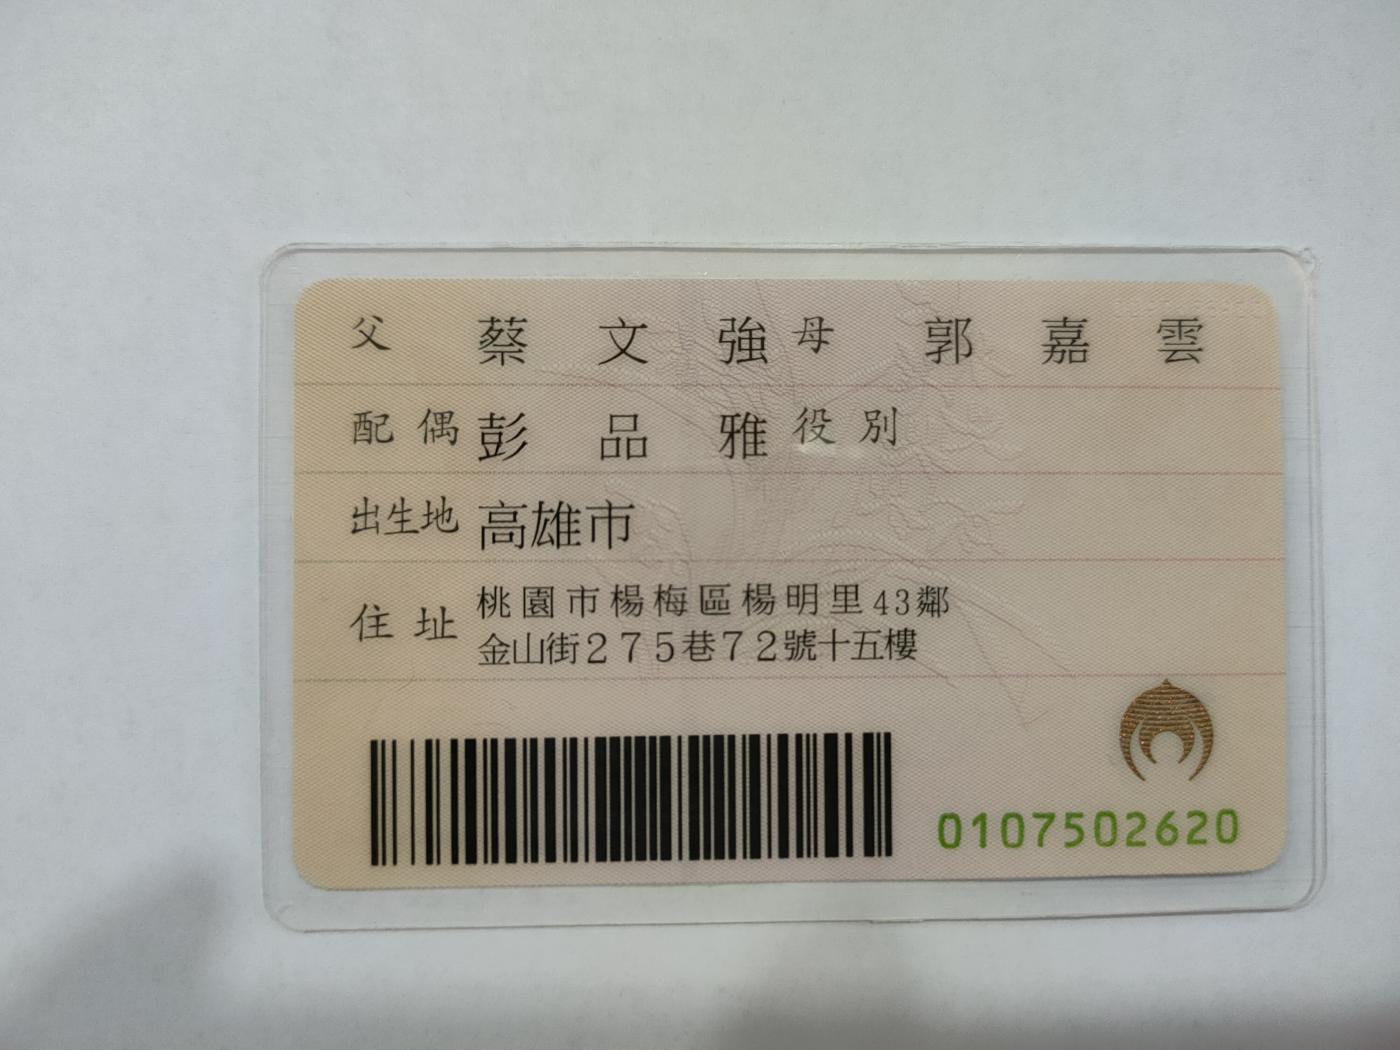 父 蔡文強 母 郭嘉雲
配偶 彭品雅 役別
出生地 高雄市
住址 桃園市楊梅區楊明里43鄰
金山街275巷72號十五樓
0107502620